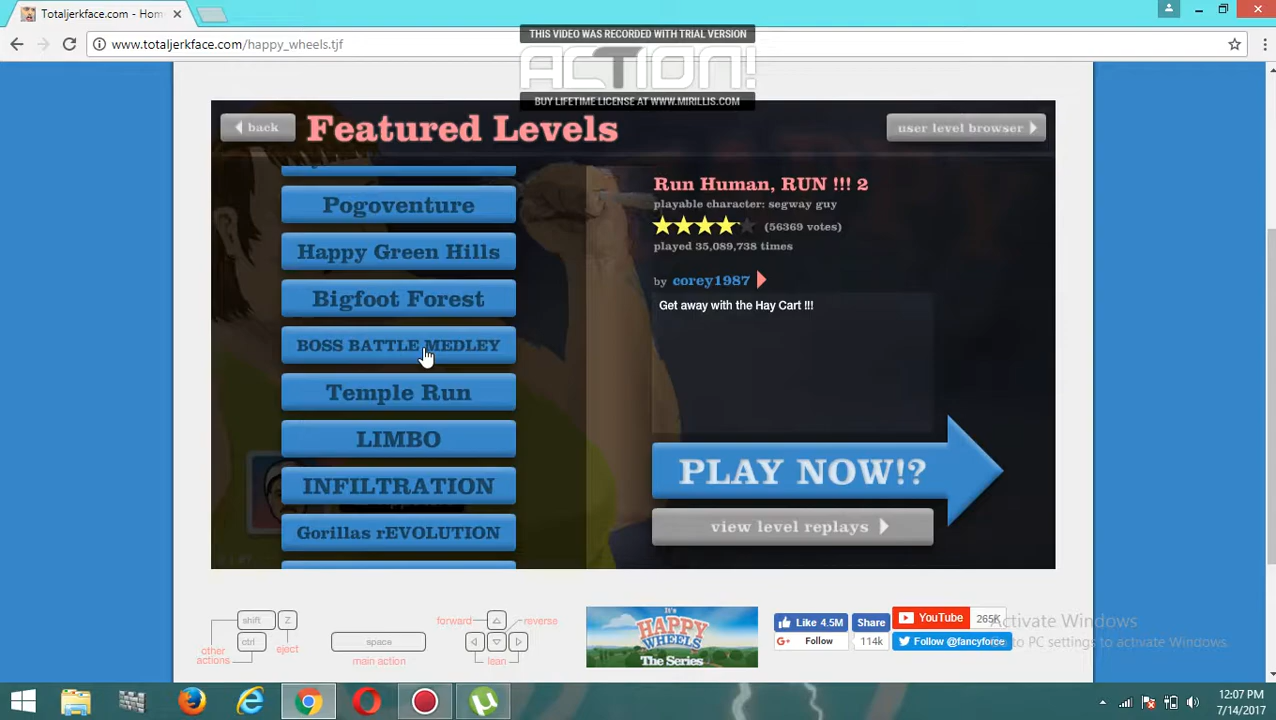 Totaljerkface.com - Hom
www.totaljerkface.com/happy_wheels.tjf
THIS VIDEO WAS RECORDED WITH TRIAL VERSION
ACTION!
BUY LIFETIME LICENSE AT WWW.MIRILLIS.COM
back
Featured Levels
user level browser
Pogoventure
Happy Green Hills
Bigfoot Forest
BOSS BATTLE MEDLEY
Temple Run
LIMBO
INFILTRATION
Gorillas rEVOLUTION
Run Human, RUN !!! 2
playable character: segway guy
(56369 votes)
played 35,089,738 times
by corey1987
Get away with the Hay Cart !!!
PLAY NOW!?
view level replays
shift Z
ctrl
eject
other
actions
space
main action
forward
reverse
lean
It's
HAPPY
WHEELS
The Series
Like 4.5M Share
YouTube 265K
G+ Follow 114k
Follow @fancyforce
Activate Windows
to PC settings to activate Windows.
12:07 PM
7/14/2017